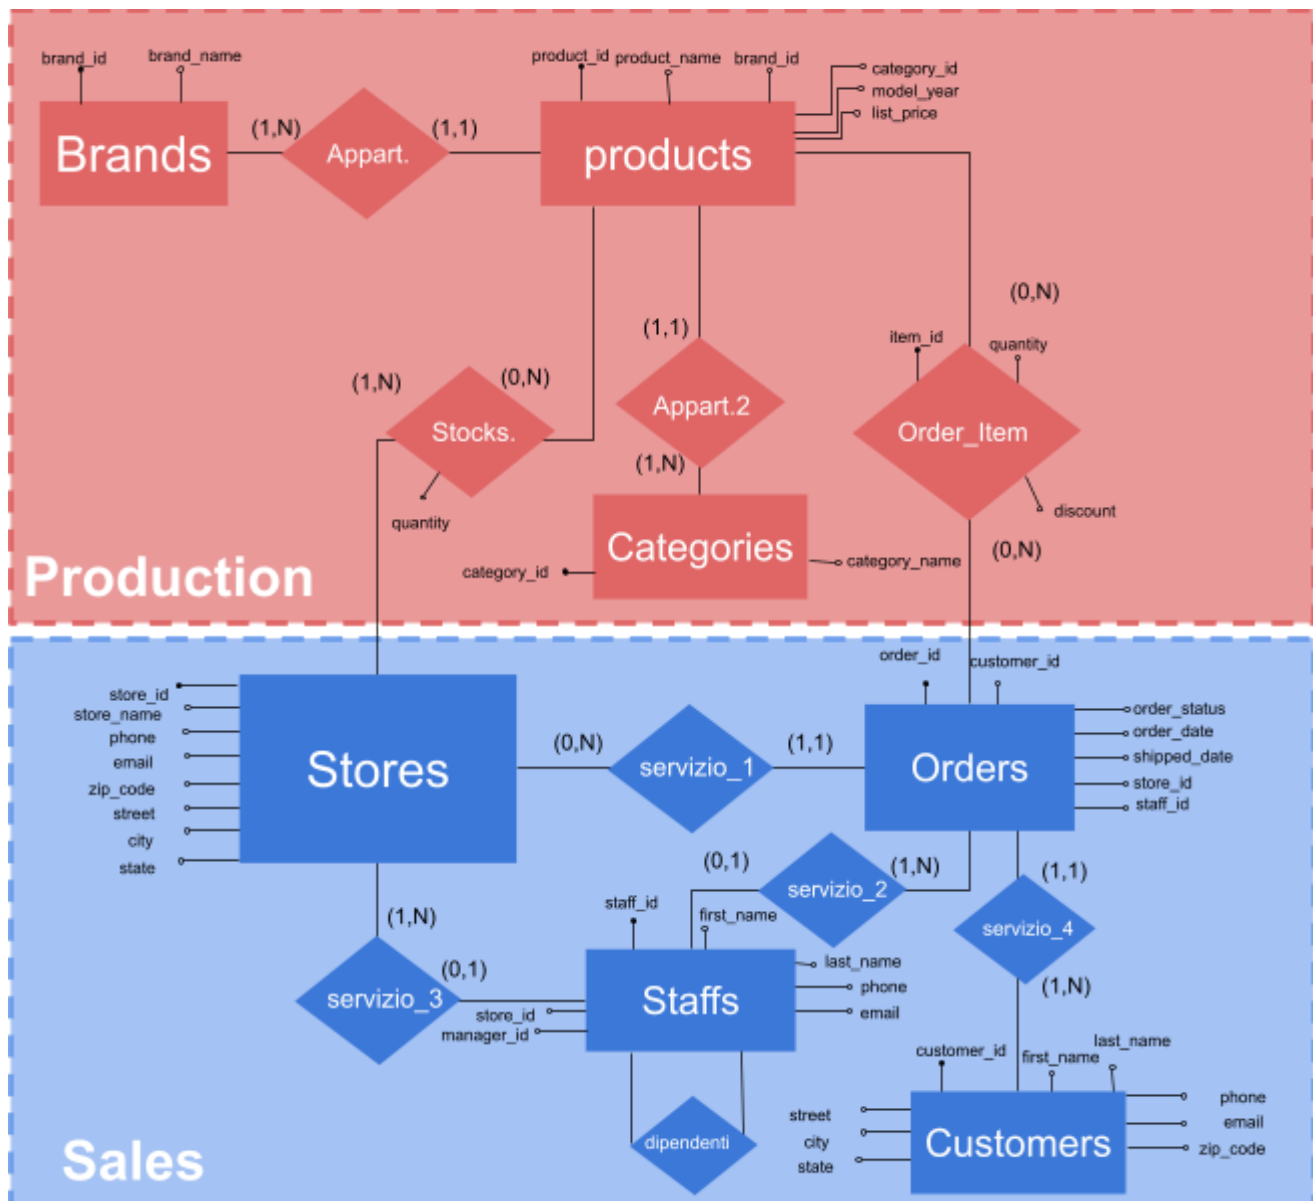 brand_id
brand_name
product_id
product_name
brand_id
category_id
model_year
list_price
Brands
(1,N)
Appart.
(1,1)
products
(0,N)
(1,1)
item_id
quantity
(1,N)
(0,N)
Stocks.
Appart.2
Order_Item
(1,N)
quantity
discount
Categories
(0,N)
category_id
category_name
Production
order_id
customer_id
store_id
store_name
phone
email
zip_code
street
city
state
Stores
(0,N)
servizio_1
(1,1)
Orders
order_status
order_date
shipped_date
store_id
staff_id
(0,1)
servizio_2
(1,N)
(1,1)
staff_id
first_name
servizio_4
(1,N)
(0,1)
servizio_3
Staffs
last_name
phone
email
(1,N)
store_id
manager_id
customer_id
first_name
last_name
dipendenti
street
city
state
Customers
phone
email
zip_code
Sales